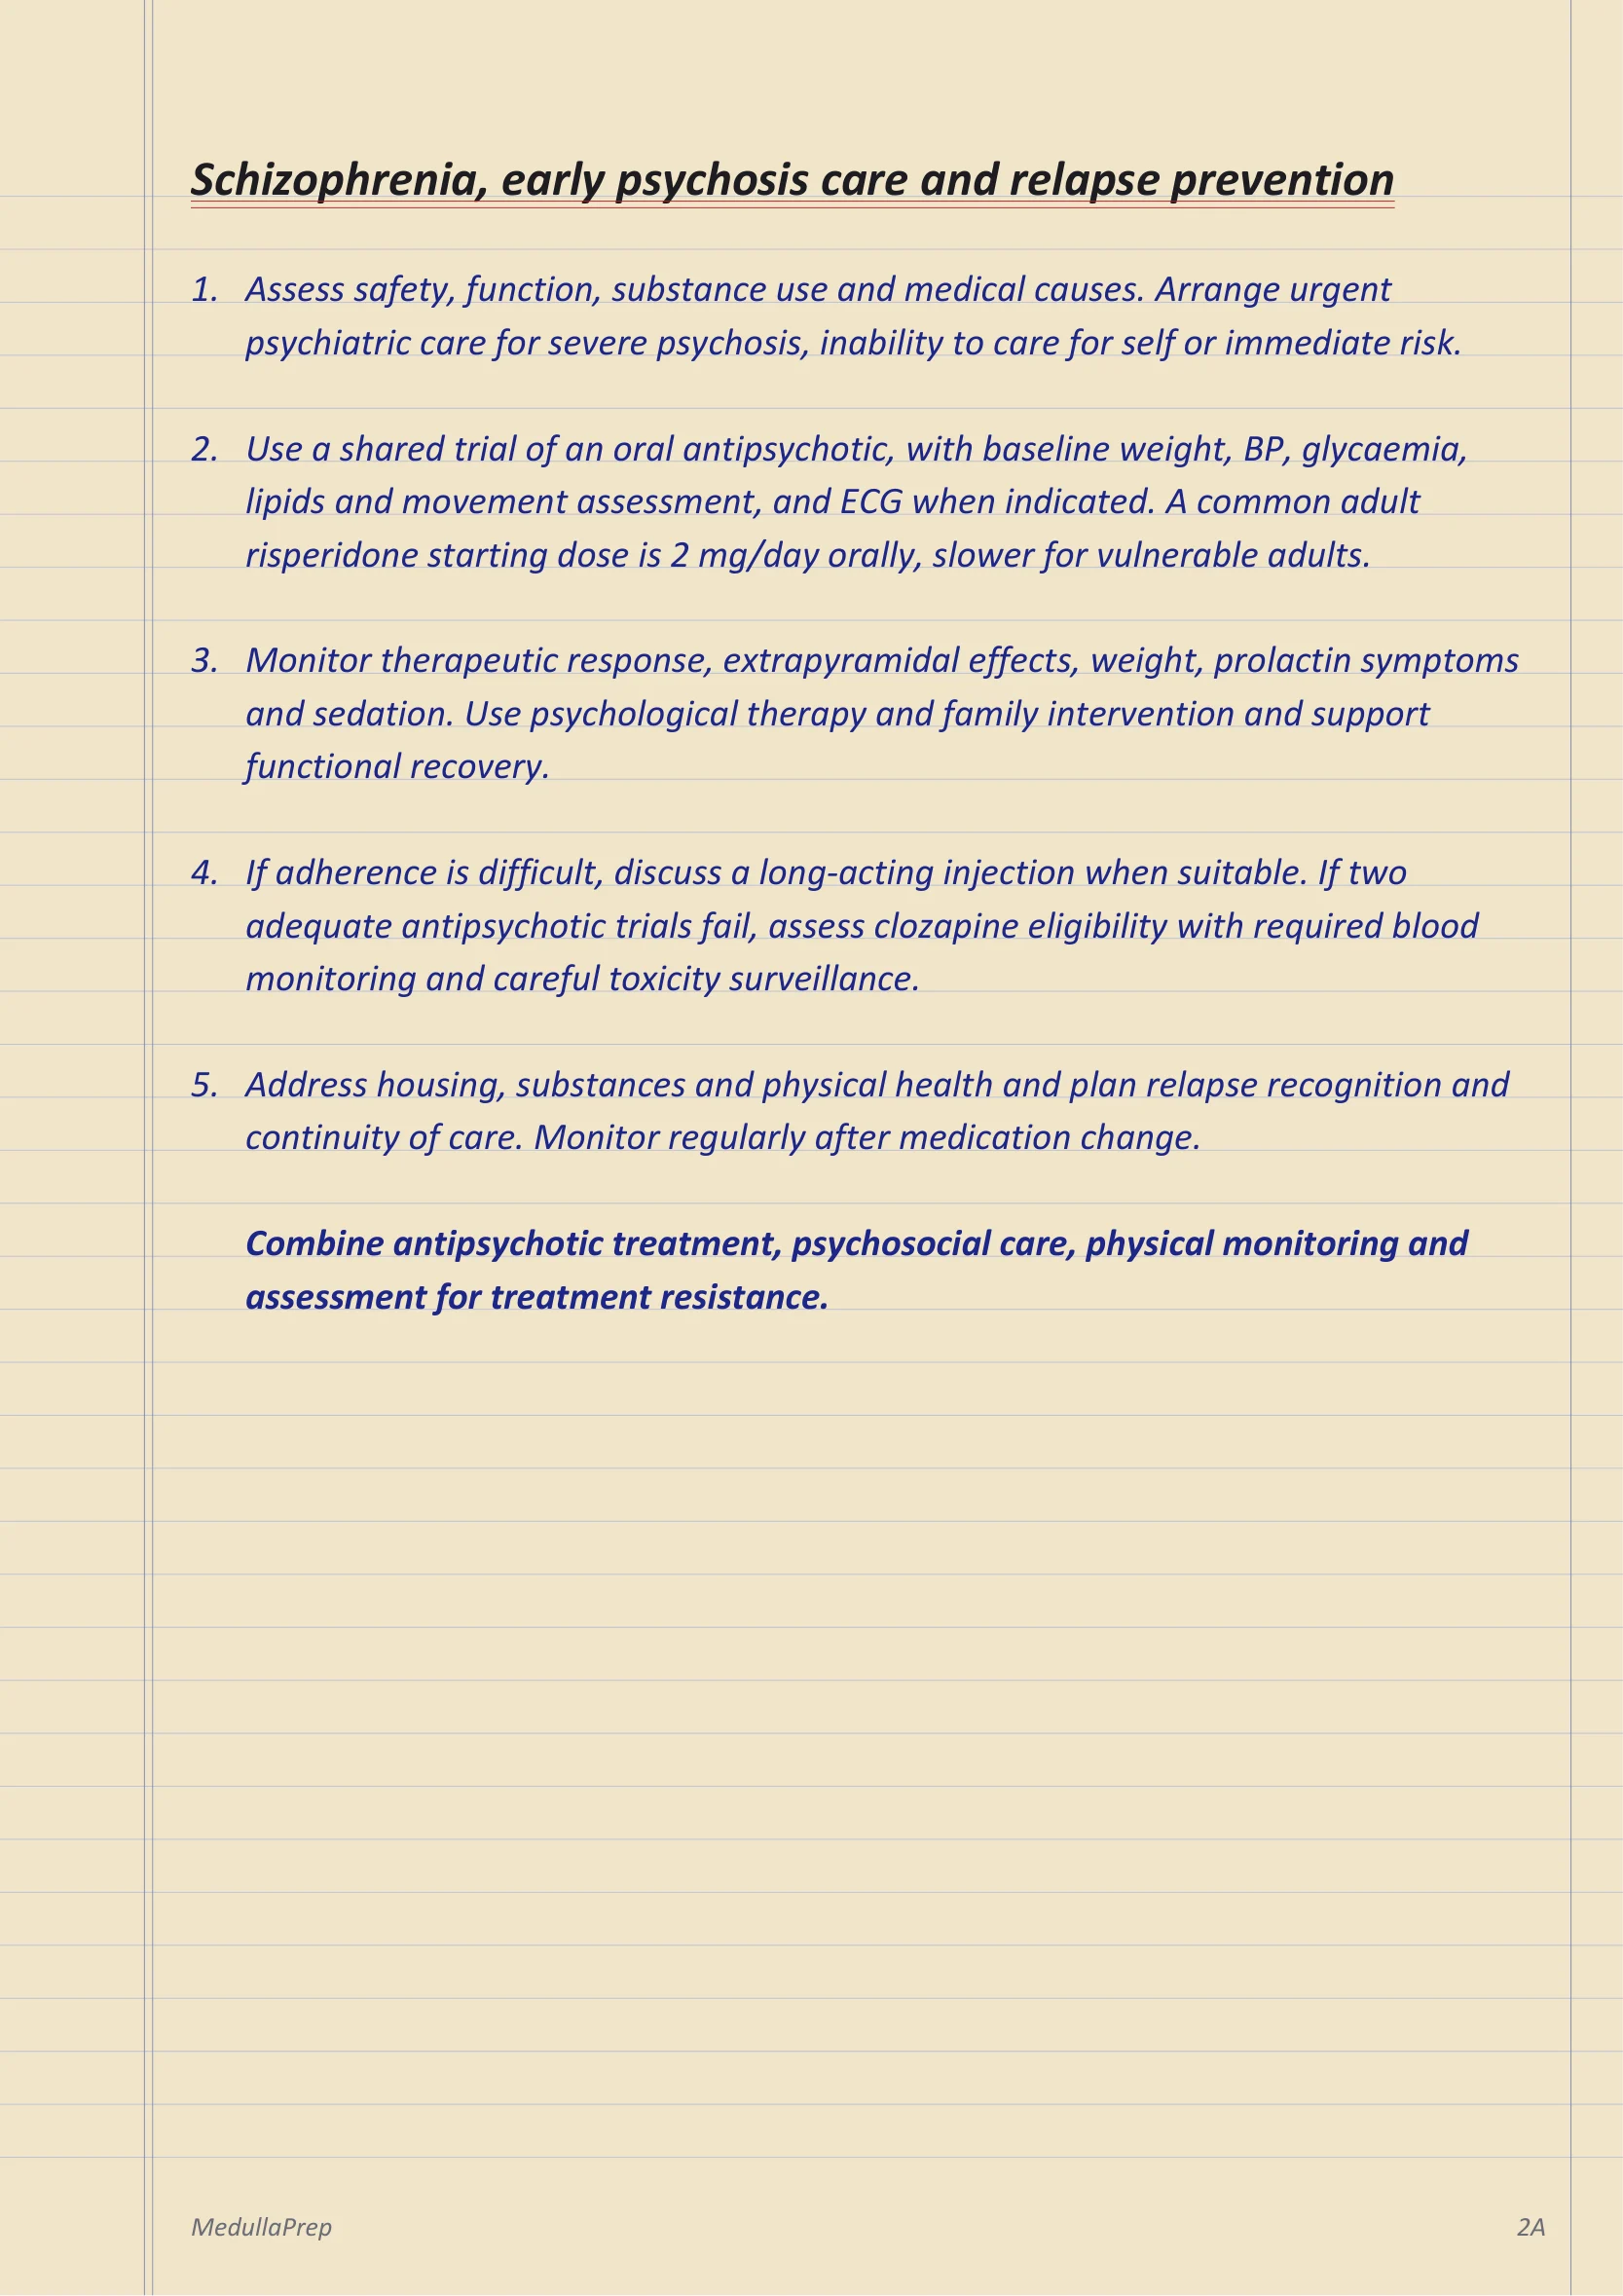 Schizophrenia, early psychosis care and relapse prevention
1. Assess safety, function, substance use and medical causes. Arrange urgent
psychiatric care for severe psychosis, inability to care for self or immediate risk.
2. Use a shared trial of an oral antipsychotic, with baseline weight, BP, glycaemia,
lipids and movement assessment, and ECG when indicated. A common adult
risperidone starting dose is 2 mg/day orally, slower for vulnerable adults.
3. Monitor therapeutic response, extrapyramidal effects, weight, prolactin symptoms
and sedation. Use psychological therapy and family intervention and support
functional recovery.
4. If adherence is difficult, discuss a long-acting injection when suitable. If two
adequate antipsychotic trials fail, assess clozapine eligibility with required blood
monitoring and careful toxicity surveillance.
5. Address housing, substances and physical health and plan relapse recognition and
continuity of care. Monitor regularly after medication change.
Combine antipsychotic treatment, psychosocial care, physical monitoring and
assessment for treatment resistance.
MedullaPrep
2A